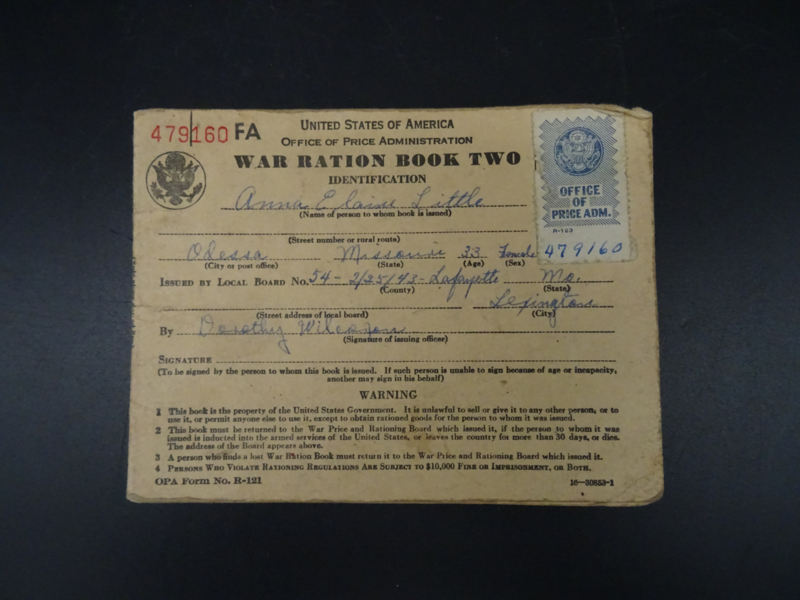 479160 FA
UNITED STATES OF AMERICA
OFFICE OF PRICE ADMINISTRATION
WAR RATION BOOK TWO
IDENTIFICATION
OFFICE
OF
PRICE ADM.
R-103
479160
Anna Elaine Little
(Name of person to whom book is issued)
(Street number or rural route)
Odessa Missouri 33 Female
(City or post office) (State) (Age) (Sex)
ISSUED BY LOCAL BOARD No. 54 - 2/25/43 - Lafayette Mo.
(County) (State)
Lexington
(Street address of local board) (City)
By Dorothy
(Signature of issuing officer)
SIGNATURE
(To be signed by the person to whom this book is issued. If such person is unable to sign because of age or incapacity,
another may sign in his behalf)
WARNING
1 This book is the property of the United States Government. It is unlawful to sell or give it to any other person, or to
use it, or permit anyone else to use it, except to obtain rationed goods for the person to whom it was issued.
2 This book must be returned to the War Price and Rationing Board which issued it, if the person to whom it was
issued is inducted into the armed services of the United States, or leaves the country for more than 30 days, or dies.
The address of the Board appears above.
3 A person who finds a lost War Ration Book must return it to the War Price and Rationing Board which issued it.
4 PERSONS WHO VIOLATE RATIONING REGULATIONS ARE SUBJECT TO $10,000 FINE OR IMPRISONMENT, OR BOTH.
OPA Form No. R-121 16—30853-1